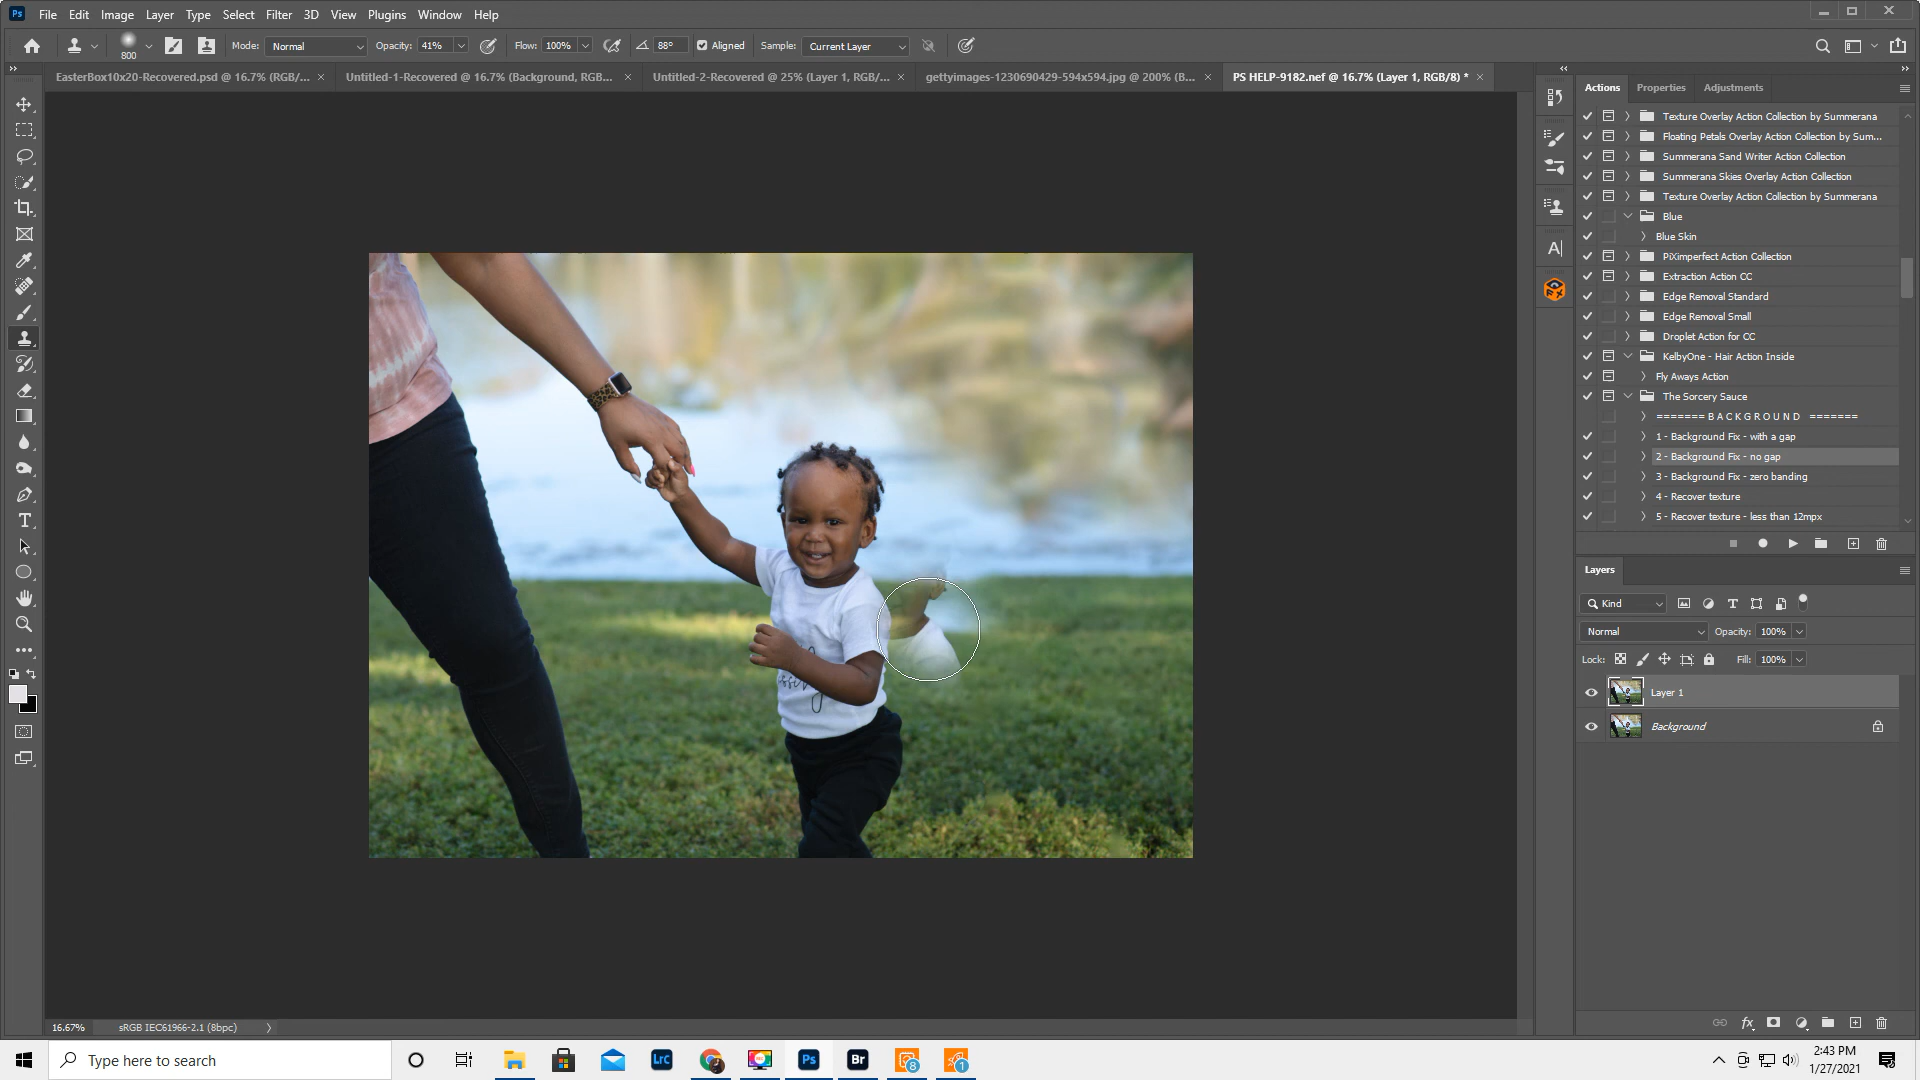 Ps File Edit Image Layer Type Select Filter 3D View Plugins Window Help
800 Mode: Normal Opacity: 41% Flow: 100% 88° Aligned Sample: Current Layer
EasterBox10x20-Recovered.psd @ 16.7% (RGB/... × Untitled-1-Recovered @ 16.7% (Background, RGB... × Untitled-2-Recovered @ 25% (Layer 1, RGB/... × gettyimages-1230690429-594x594.jpg @ 200% (B... × PS HELP-9182.nef @ 16.7% (Layer 1, RGB/8) * ×
Actions Properties Adjustments
Texture Overlay Action Collection by Summerana
Floating Petals Overlay Action Collection by Sum...
Summerana Sand Writer Action Collection
Summerana Skies Overlay Action Collection
Texture Overlay Action Collection by Summerana
Blue
Blue Skin
PiXimperfect Action Collection
Extraction Action CC
Edge Removal Standard
Edge Removal Small
Droplet Action for CC
KelbyOne - Hair Action Inside
Fly Aways Action
The Sorcery Sauce
======= B A C K G R O U N D =======
1 - Background Fix - with a gap
2 - Background Fix - no gap
3 - Background Fix - zero banding
4 - Recover texture
5 - Recover texture - less than 12mpx
Layers
Kind
Normal Opacity: 100%
Lock: Fill: 100%
Layer 1
Background
16.67% sRGB IEC61966-2.1 (8bpc)
Type here to search
LrC Ps Br 8 1
2:43 PM
1/27/2021